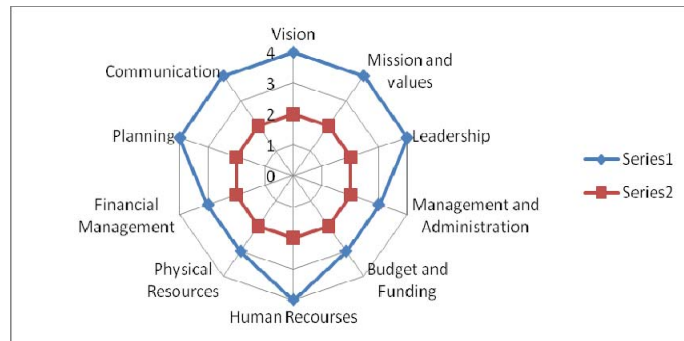 Vision
4
3
2
1
0
Mission and
values
Leadership
Management and
Administration
Budget and
Funding
Human Recourses
Physical
Resources
Financial
Management
Planning
Communication
Series1
Series2